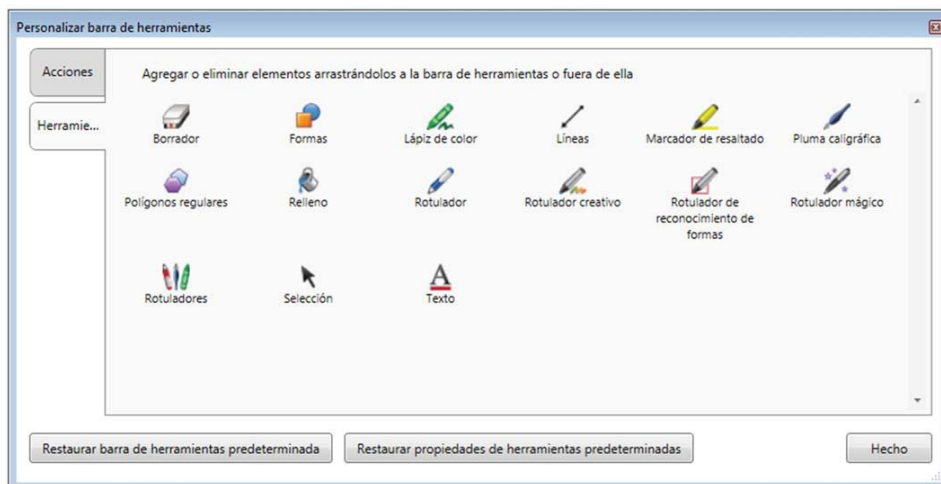 Personalizar barra de herramientas
Acciones
Agregar o eliminar elementos arrastrándolos a la barra de herramientas o fuera de ella
Herramie...
Borrador
Formas
Lápiz de color
Líneas
Marcador de resaltado
Pluma caligráfica
Polígonos regulares
Relleno
Rotulador
Rotulador creativo
Rotulador de
reconocimiento de
formas
Rotulador mágico
Rotuladores
Selección
Texto
Restaurar barra de herramientas predeterminada
Restaurar propiedades de herramientas predeterminadas
Hecho